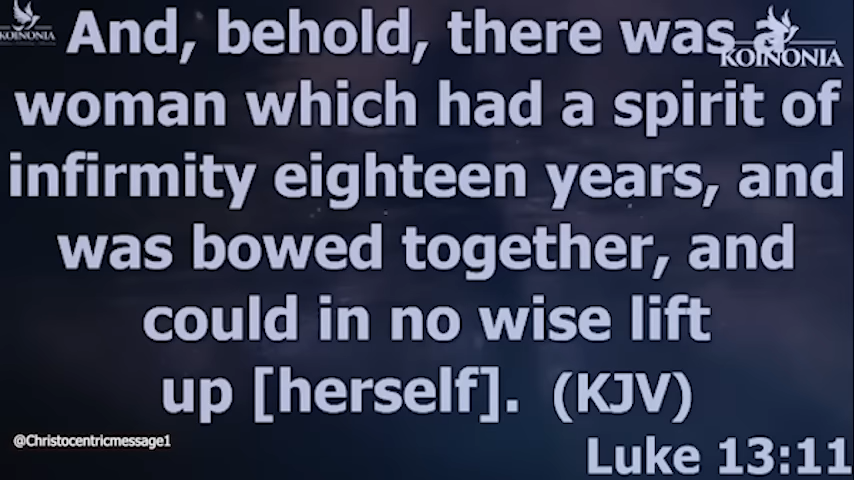 KOINONIA
And, behold, there was a
KOINONIA
woman which had a spirit of
infirmity eighteen years, and
was bowed together, and
could in no wise lift
up [herself]. (KJV)
@Christocentricmessage1
Luke 13:11